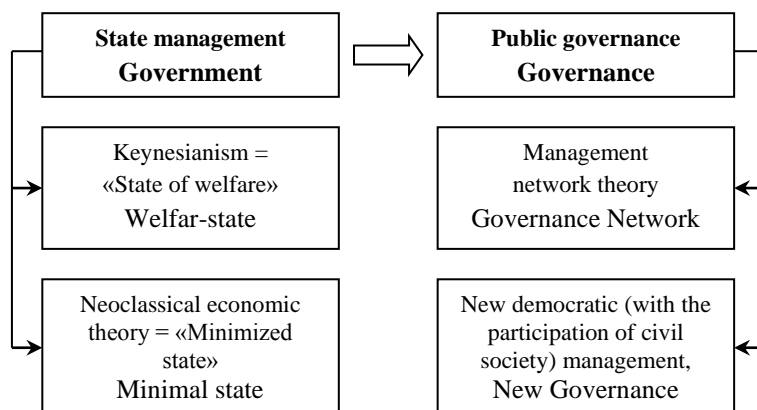 State management
Government
Public governance
Governance
Keynesianism =
«State of welfare»
Welfar-state
Management
network theory
Governance Network
Neoclassical economic
theory = «Minimized
state»
Minimal state
New democratic (with the
participation of civil
society) management,
New Governance